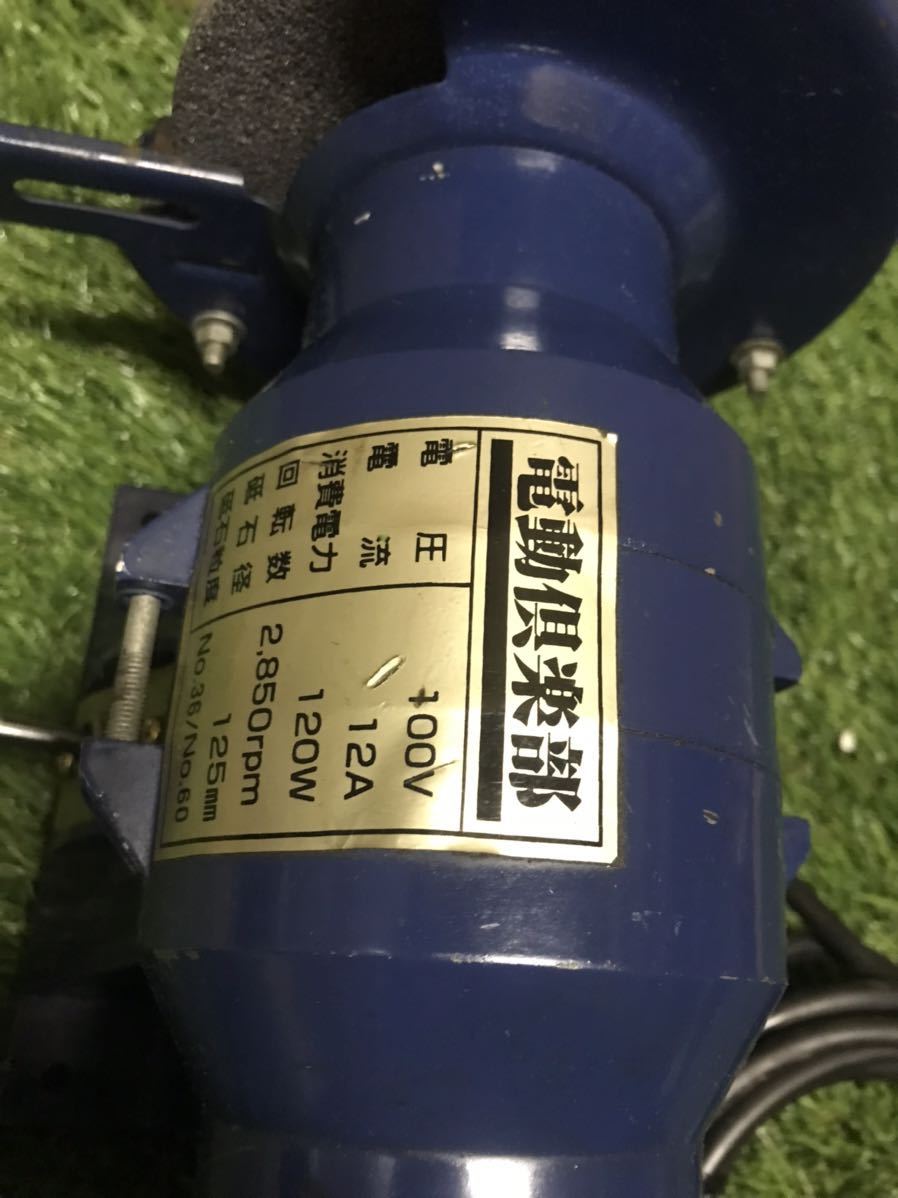 電動倶楽部
電圧 100V
電流 12A
消費電力 120W
回転数 2,850rpm
砥石径 125mm
砥石粒度 No.36/No.60